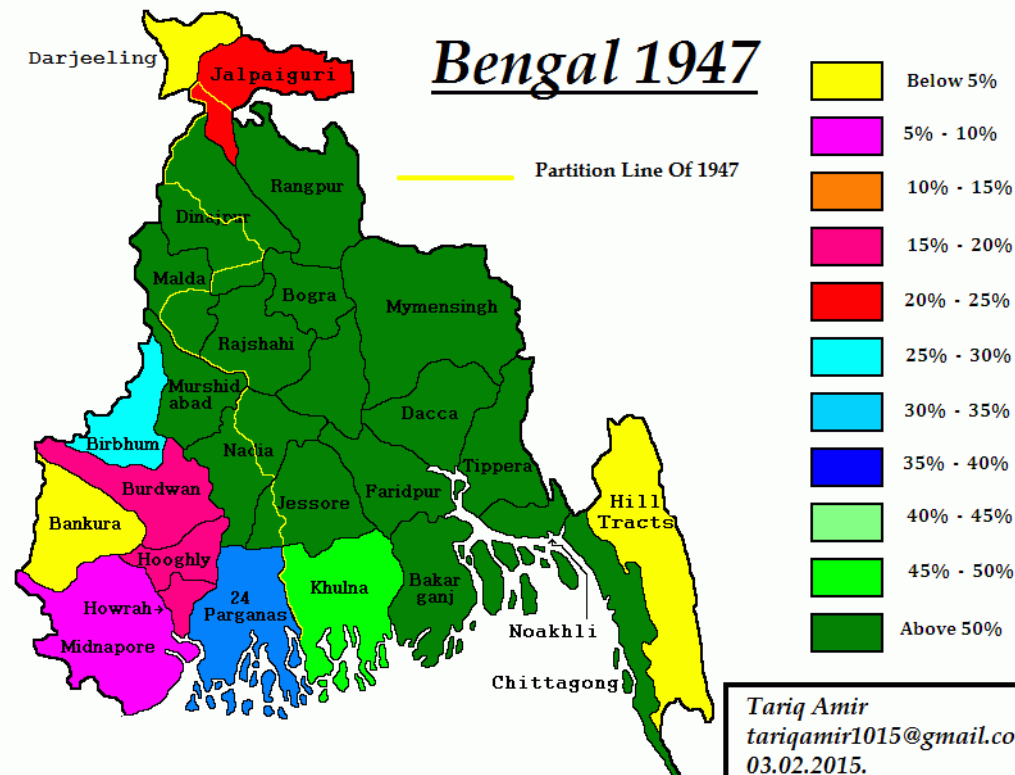 Bengal 1947
Darjeeling
Jalpaiguri
Partition Line Of 1947
Rangpur
Dinajpur
Malda
Bogra
Mymensingh
Rajshahi
Murshid
abad
Dacca
Birbhum
Nadia
Tippera
Burdwan
Faridpur
Jessore
Bankura
Hill
Tracts
Hooghly
Khulna
Bakar
ganj
24
Parganas
Howrah→
Midnapore
Noakhli
Chittagong
Below 5%
5% - 10%
10% - 15%
15% - 20%
20% - 25%
25% - 30%
30% - 35%
35% - 40%
40% - 45%
45% - 50%
Above 50%
Tariq Amir
tariqamir1015@gmail.co
03.02.2015.